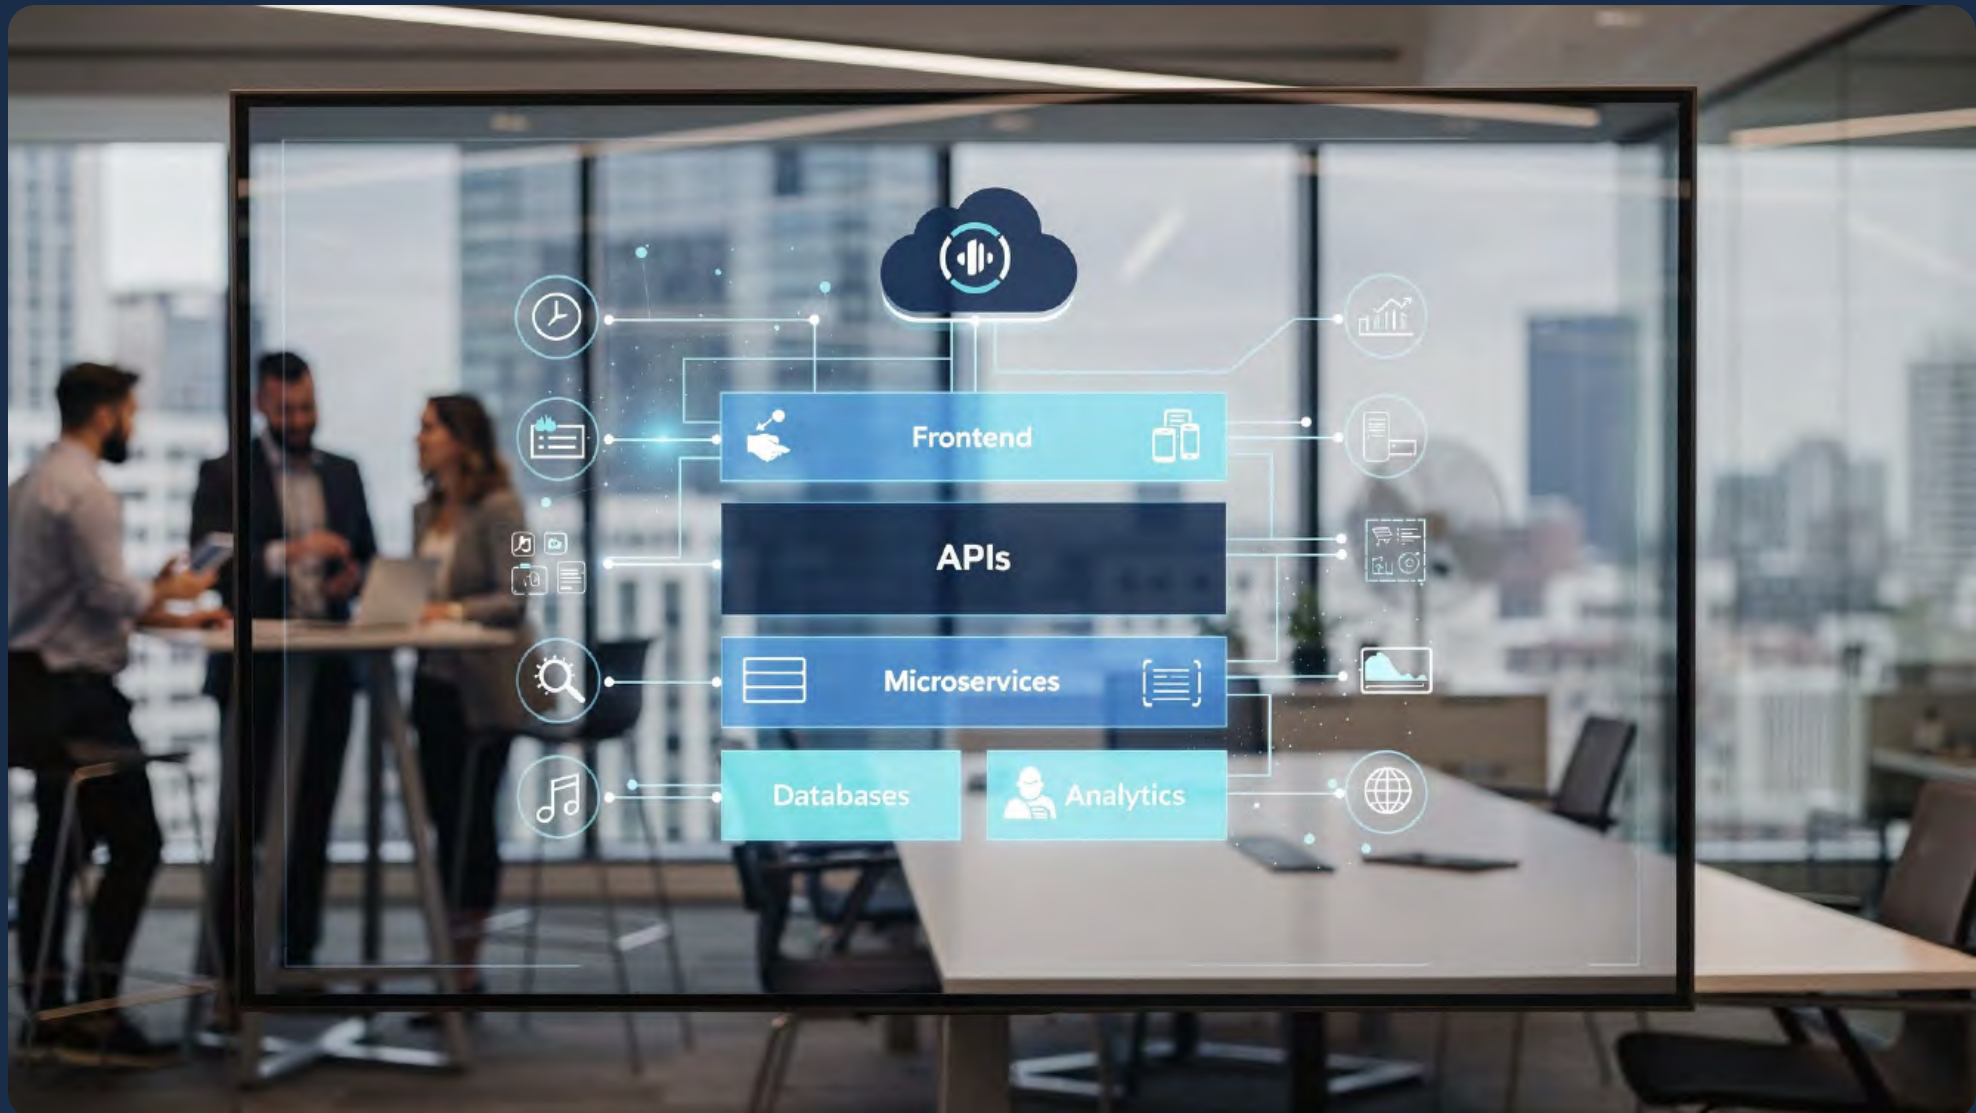 Frontend
APIs
Microservices
Databases
Analytics